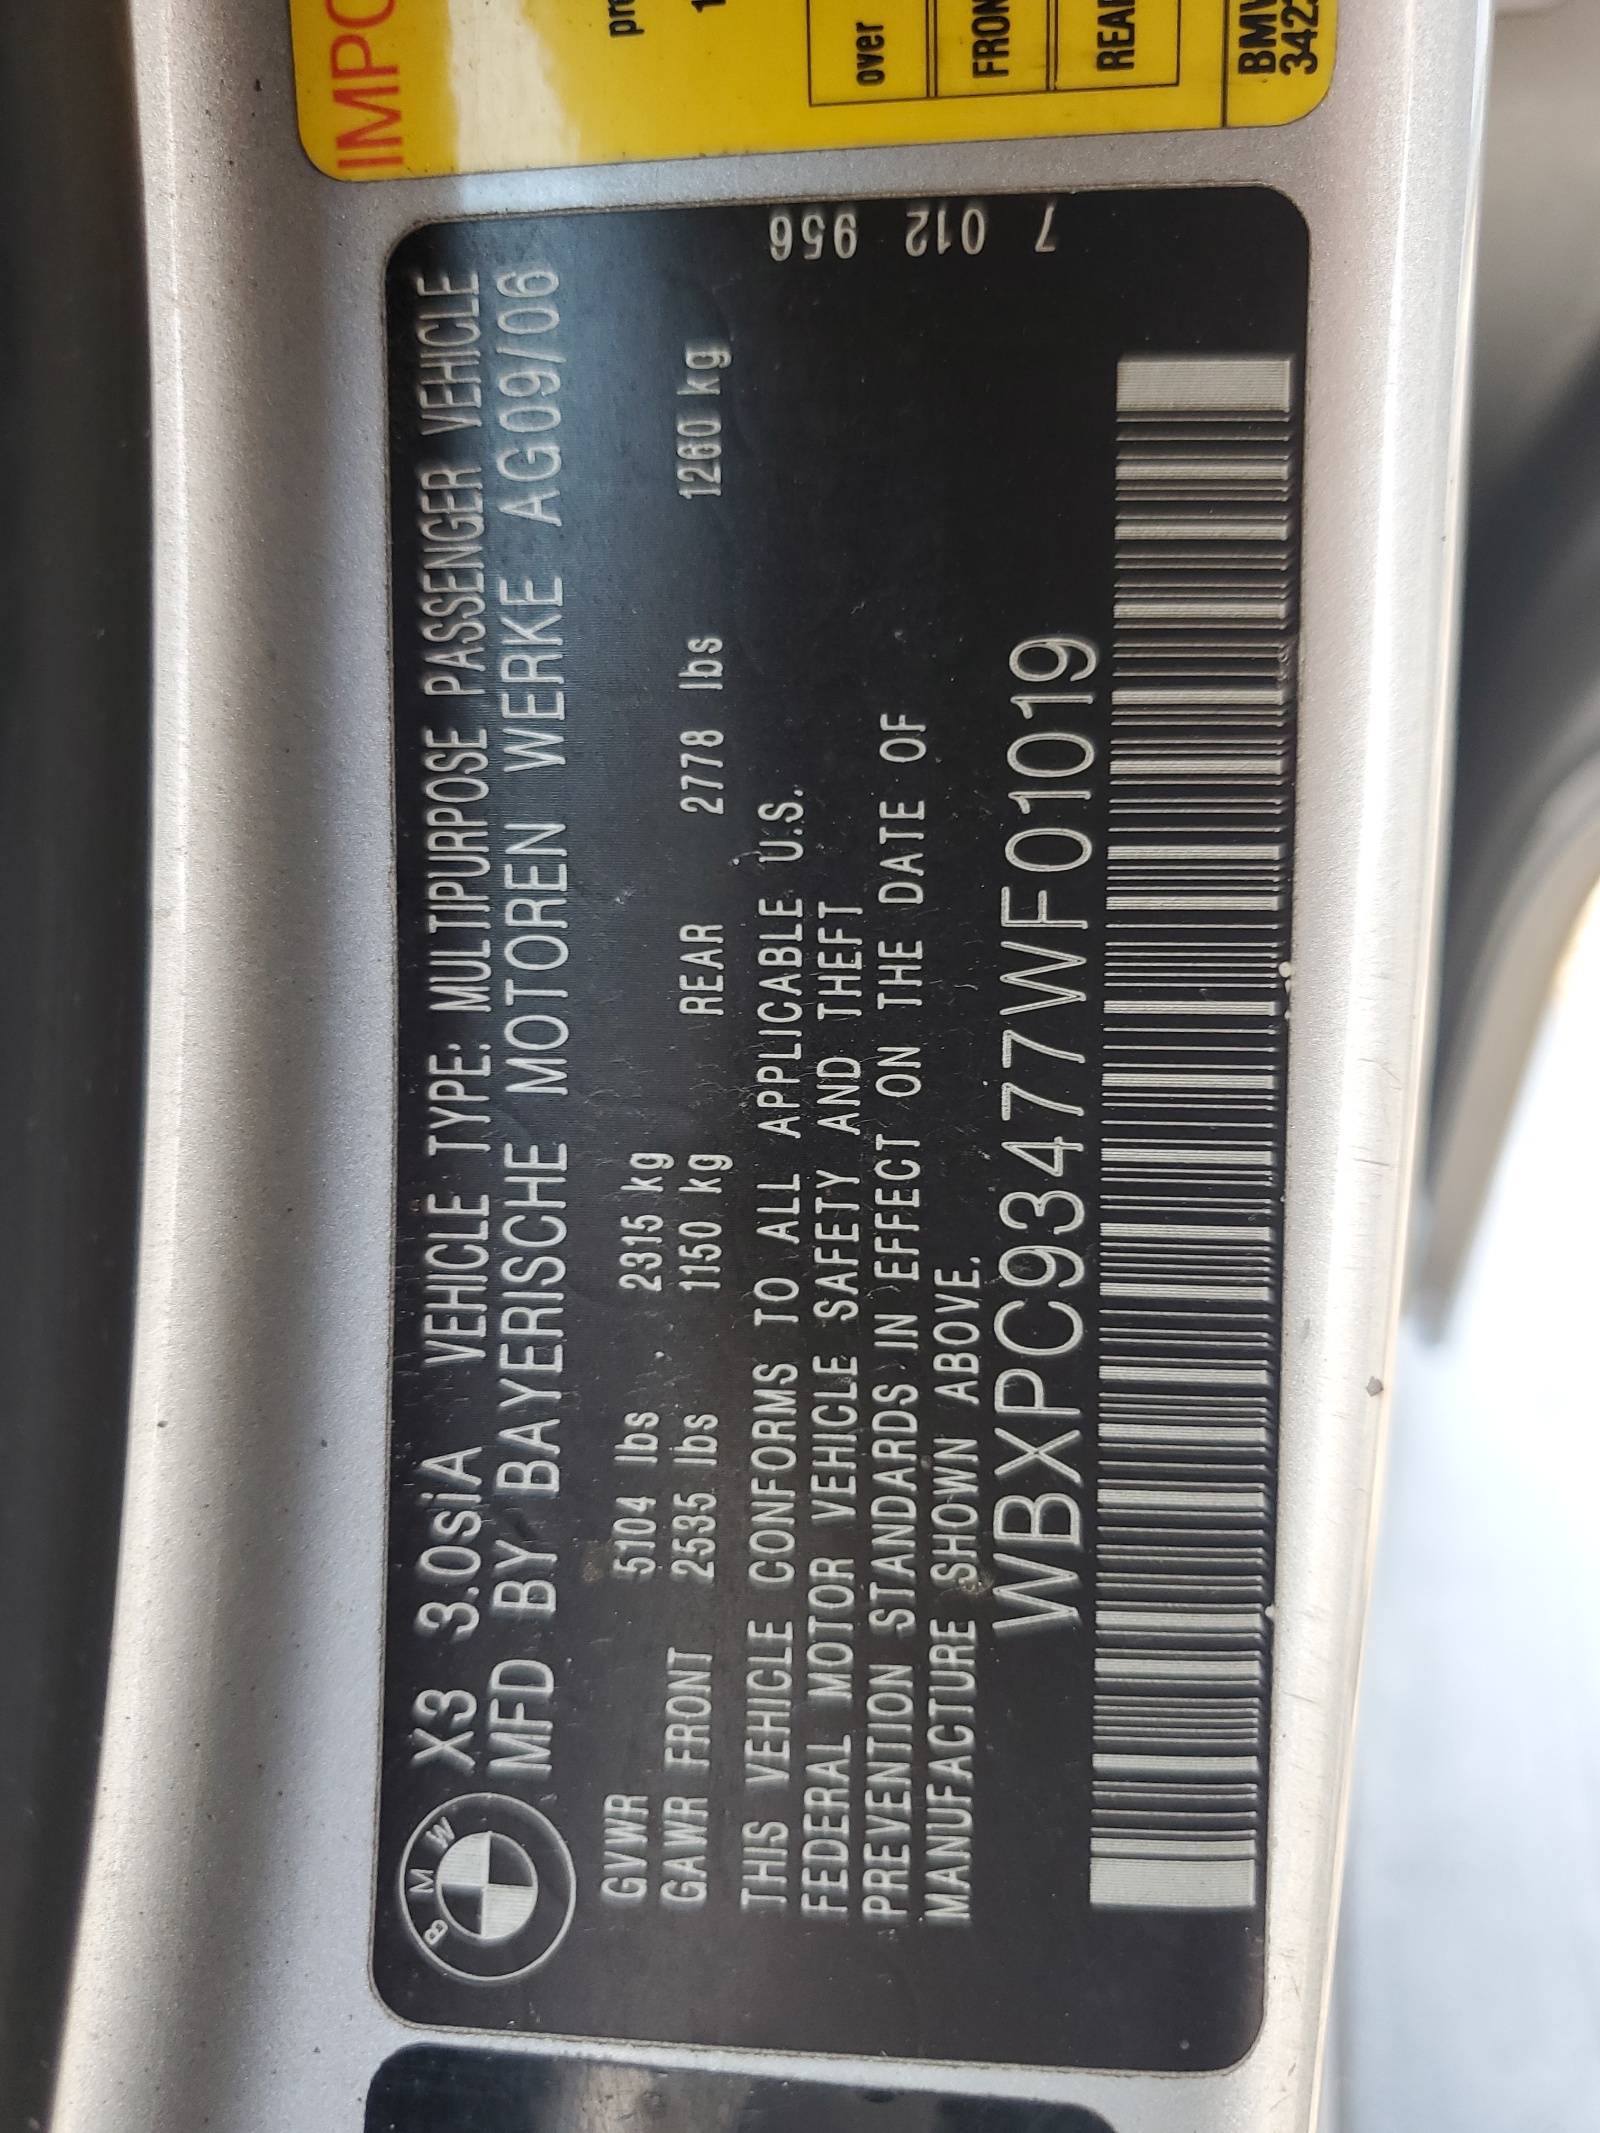 B M W
X3 3.0siA VEHICLE TYPE: MULTIPURPOSE PASSENGER VEHICLE
MFD BY BAYERISCHE MOTOREN WERKE AG09/06
GVWR 5104 lbs 2315 kg
GAWR FRONT 2535 lbs 1150 kg REAR 2778 lbs 1260 kg
THIS VEHICLE CONFORMS TO ALL APPLICABLE U.S.
FEDERAL MOTOR VEHICLE SAFETY AND THEFT
PREVENTION STANDARDS IN EFFECT ON THE DATE OF
MANUFACTURE SHOWN ABOVE.
WBXPC93477WF01019
7 012 956
over
FRON
REAR
BMW